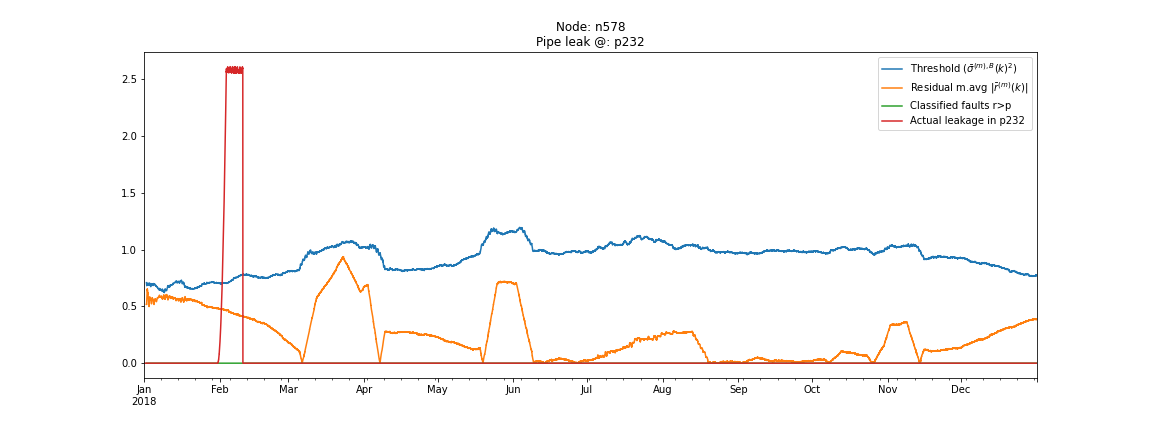 Node: n578
Pipe leak @: p232
Threshold (σ̄⁽ᵐ⁾·ᴮ(k)²)
Residual m.avg |r̄⁽ᵐ⁾(k)|
Classified faults r>p
Actual leakage in p232
2.5
2.0
1.5
1.0
0.5
0.0
Jan Feb Mar Apr May Jun Jul Aug Sep Oct Nov Dec
2018